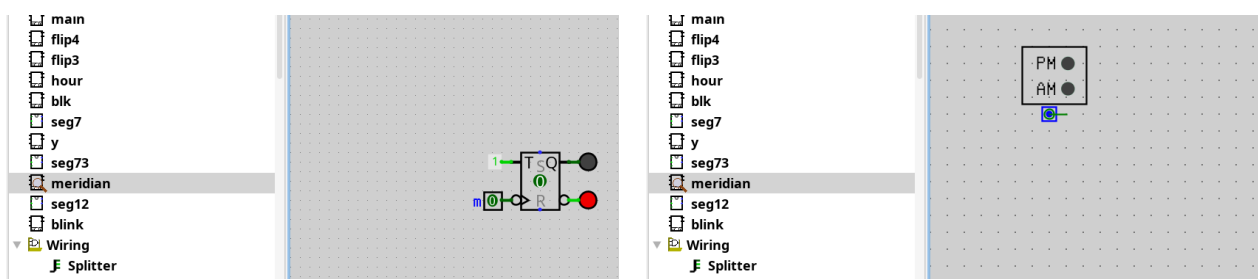 main
flip4
flip3
hour
blk
seg7
y
seg73
meridian
seg12
blink
Wiring
Splitter
1
T S Q
0
m 0
R
main
flip4
flip3
hour
blk
seg7
y
seg73
meridian
seg12
blink
Wiring
Splitter
PM
AM